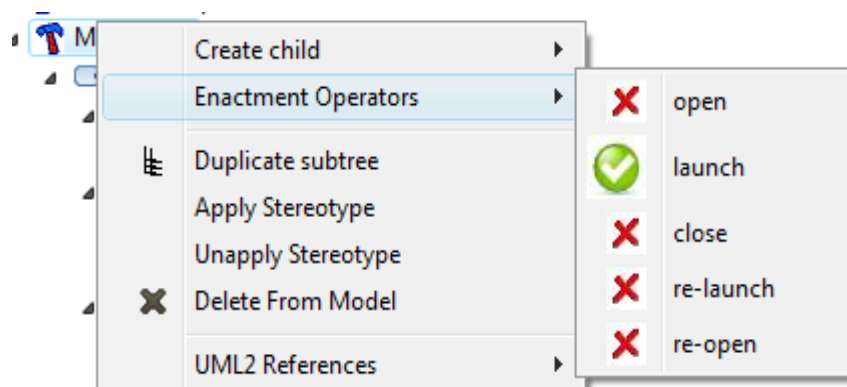 M
Create child
Enactment Operators
Duplicate subtree
Apply Stereotype
Unapply Stereotype
Delete From Model
UML2 References
open
launch
close
re-launch
re-open